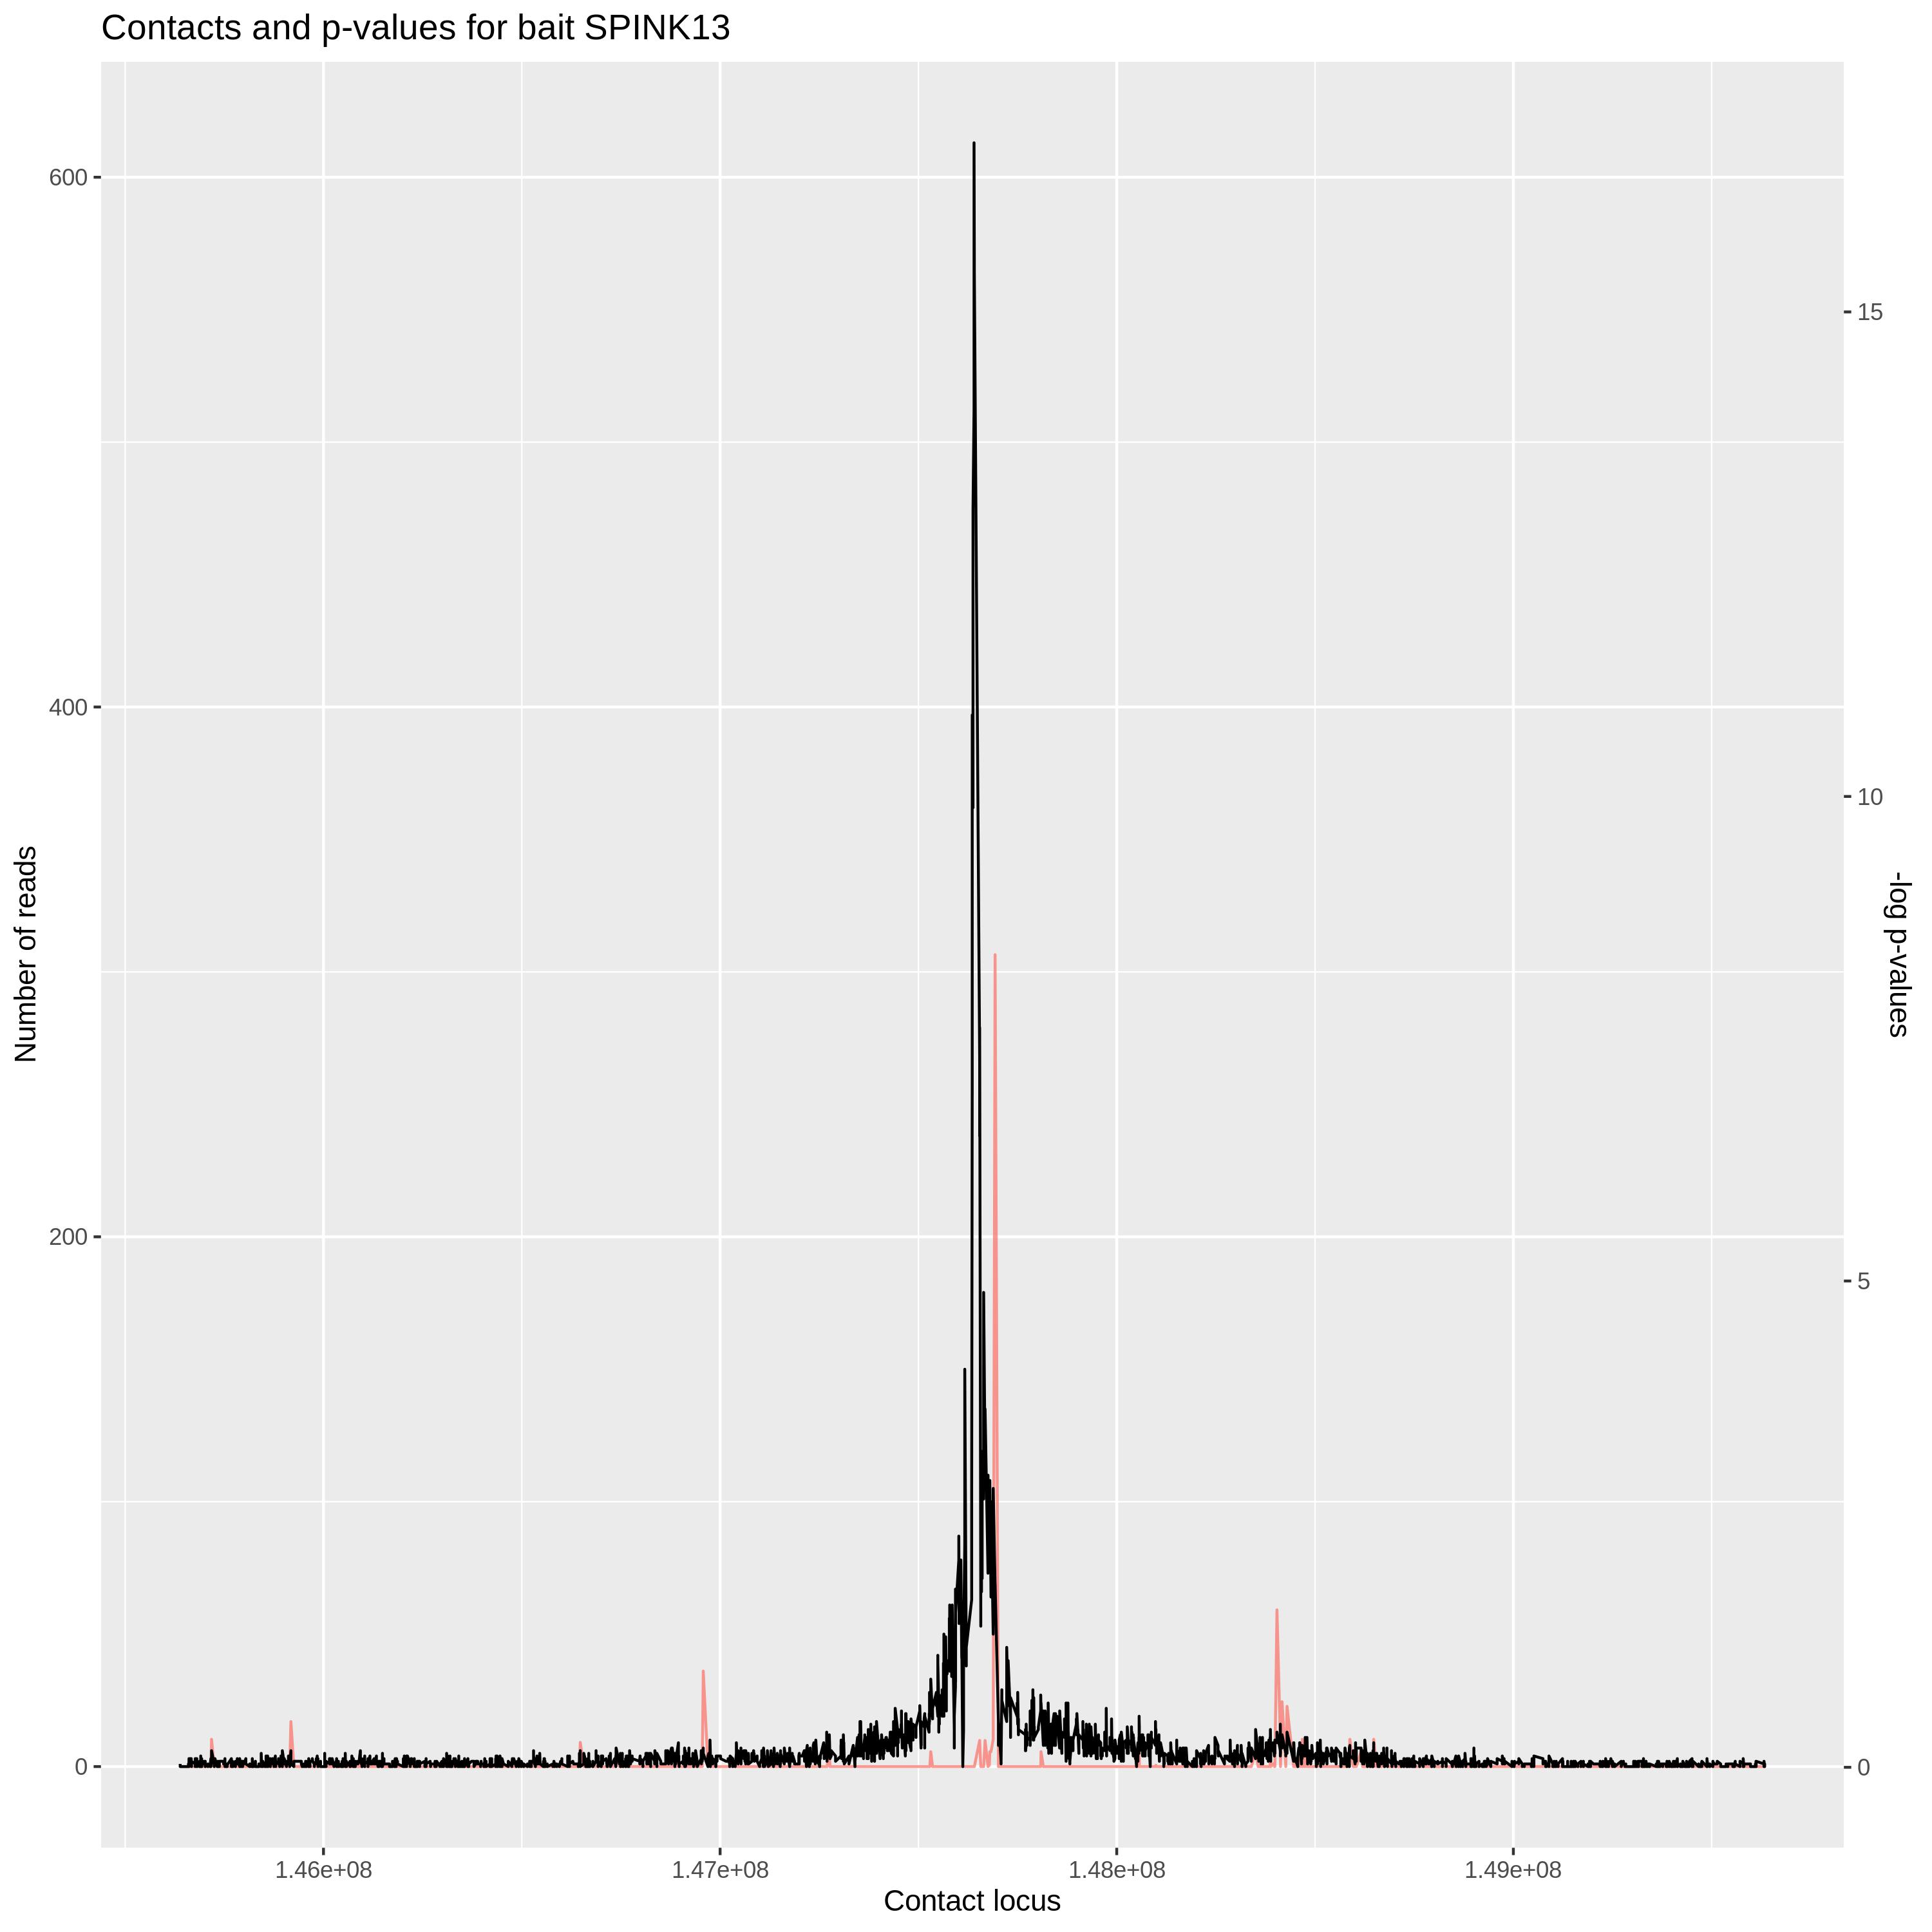 Contacts and p-values for bait SPINK13
600
400
200
0
Number of reads
15
10
5
0
-log p-values
1.46e+08
1.47e+08
1.48e+08
1.49e+08
Contact locus